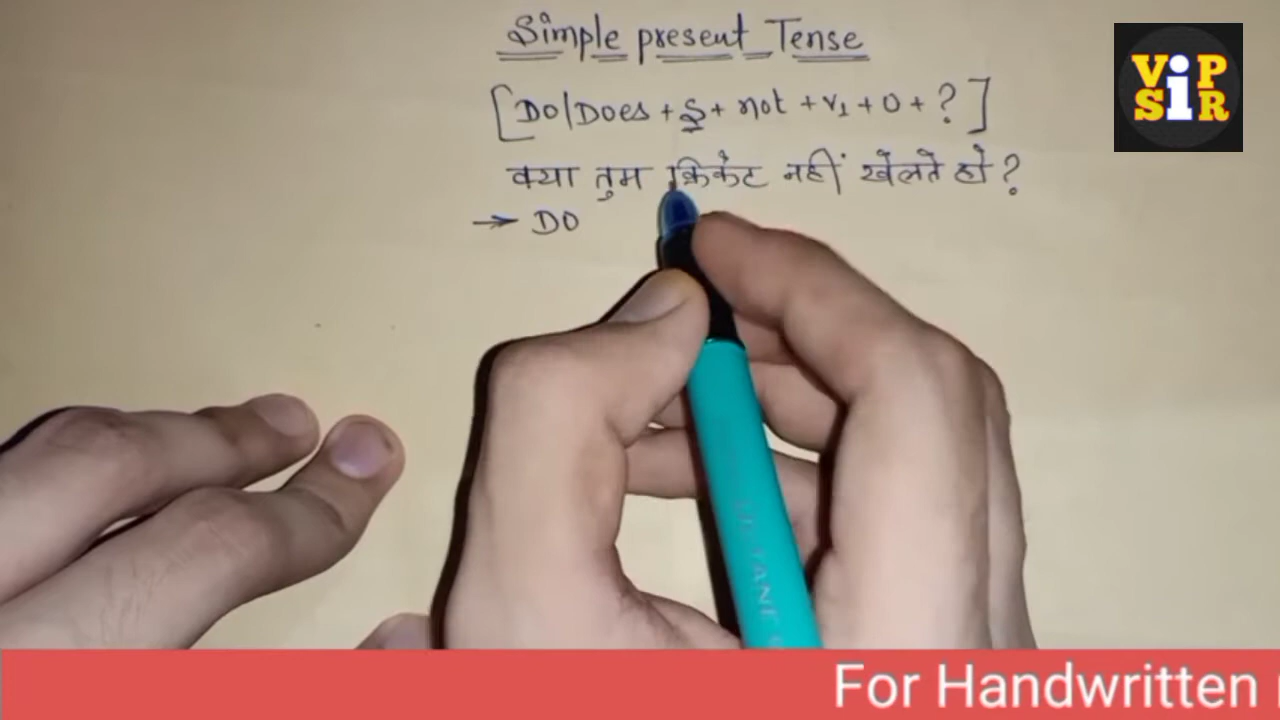 Simple present Tense
[Do/Does + S + not + V₁ + O + ?]
क्या तुम क्रिकेट नहीं खेलते हो ?
→ DO
ViP
SiR
For Handwritten